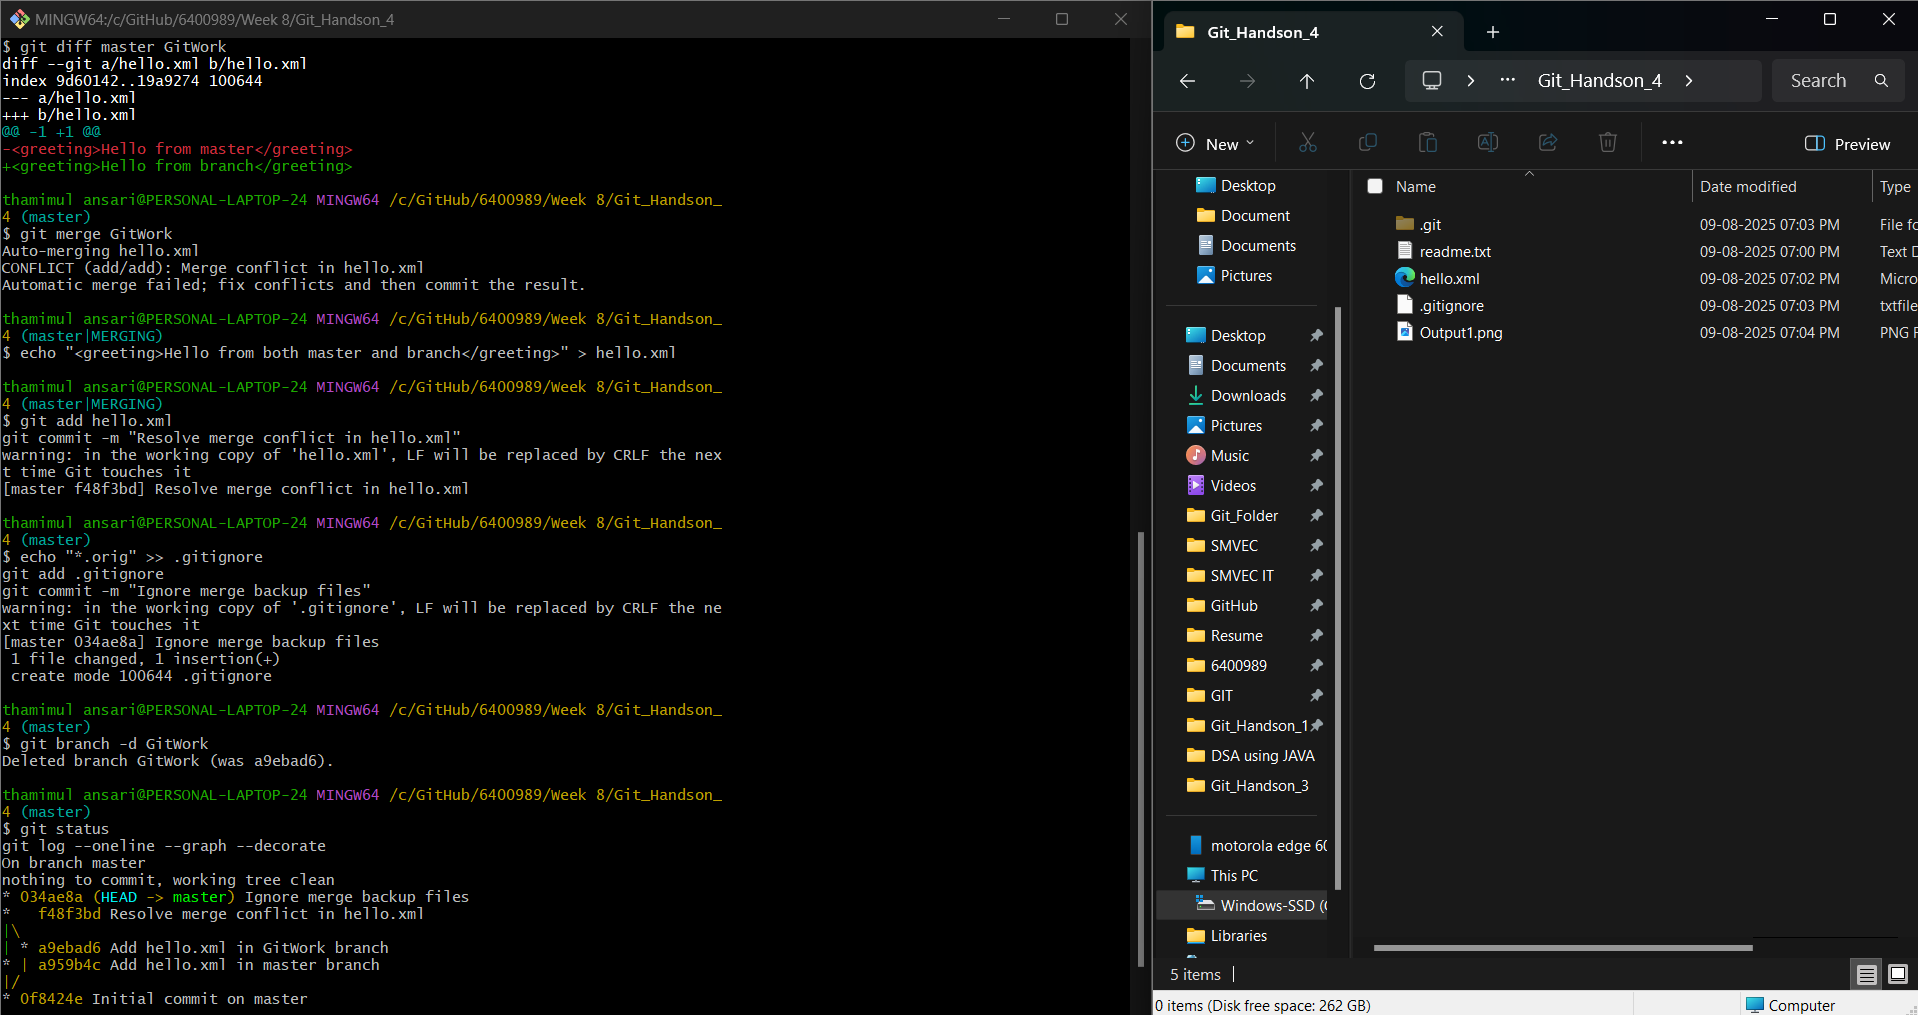 MINGW64:/c/GitHub/6400989/Week 8/Git_Handson_4
$ git diff master GitWork
diff --git a/hello.xml b/hello.xml
index 9d60142..19a9274 100644
--- a/hello.xml
+++ b/hello.xml
@@ -1 +1 @@
-<greeting>Hello from master</greeting>
+<greeting>Hello from branch</greeting>
thamimul ansari@PERSONAL-LAPTOP-24 MINGW64 /c/GitHub/6400989/Week 8/Git_Handson_
4 (master)
$ git merge GitWork
Auto-merging hello.xml
CONFLICT (add/add): Merge conflict in hello.xml
Automatic merge failed; fix conflicts and then commit the result.
thamimul ansari@PERSONAL-LAPTOP-24 MINGW64 /c/GitHub/6400989/Week 8/Git_Handson_
4 (master|MERGING)
$ echo "<greeting>Hello from both master and branch</greeting>" > hello.xml
thamimul ansari@PERSONAL-LAPTOP-24 MINGW64 /c/GitHub/6400989/Week 8/Git_Handson_
4 (master|MERGING)
$ git add hello.xml
git commit -m "Resolve merge conflict in hello.xml"
warning: in the working copy of 'hello.xml', LF will be replaced by CRLF the nex
t time Git touches it
[master f48f3bd] Resolve merge conflict in hello.xml
thamimul ansari@PERSONAL-LAPTOP-24 MINGW64 /c/GitHub/6400989/Week 8/Git_Handson_
4 (master)
$ echo "*.orig" >> .gitignore
git add .gitignore
git commit -m "Ignore merge backup files"
warning: in the working copy of '.gitignore', LF will be replaced by CRLF the ne
xt time Git touches it
[master 034ae8a] Ignore merge backup files
 1 file changed, 1 insertion(+)
 create mode 100644 .gitignore
thamimul ansari@PERSONAL-LAPTOP-24 MINGW64 /c/GitHub/6400989/Week 8/Git_Handson_
4 (master)
$ git branch -d GitWork
Deleted branch GitWork (was a9ebad6).
thamimul ansari@PERSONAL-LAPTOP-24 MINGW64 /c/GitHub/6400989/Week 8/Git_Handson_
4 (master)
$ git status
git log --oneline --graph --decorate
On branch master
nothing to commit, working tree clean
* 034ae8a (HEAD -> master) Ignore merge backup files
*   f48f3bd Resolve merge conflict in hello.xml
|\
| * a9ebad6 Add hello.xml in GitWork branch
* | a959b4c Add hello.xml in master branch
|/
* 0f8424e Initial commit on master
Git_Handson_4
Git_Handson_4
Search
New
Preview
Name Date modified Type
.git 09-08-2025 07:03 PM File fo
readme.txt 09-08-2025 07:00 PM Text D
hello.xml 09-08-2025 07:02 PM Micro
.gitignore 09-08-2025 07:03 PM txtfile
Output1.png 09-08-2025 07:04 PM PNG F
Desktop
Document
Documents
Pictures
Desktop
Documents
Downloads
Pictures
Music
Videos
Git_Folder
SMVEC
SMVEC IT
GitHub
Resume
6400989
GIT
Git_Handson_1
DSA using JAVA
Git_Handson_3
motorola edge 60
This PC
Windows-SSD (
Libraries
5 items
0 items (Disk free space: 262 GB)
Computer